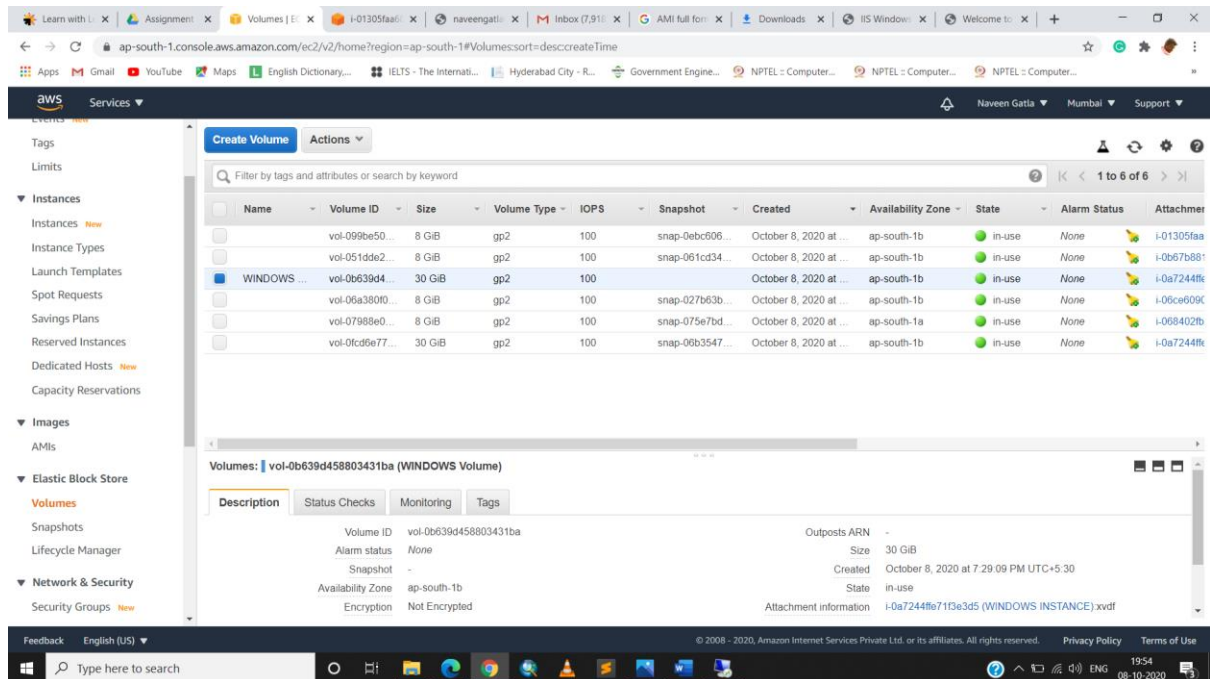 Learn with L
Assignment
Volumes | E
i-01305faa6
naveengatla
Inbox (7,918
AMI full form
Downloads
IIS Window
Welcome to
ap-south-1.console.aws.amazon.com/ec2/v2/home?region=ap-south-1#Volumes:sort=desc:createTime
Apps Gmail YouTube Maps English Dictionary,... IELTS - The Internati... Hyderabad City - R... Government Engine... NPTEL :: Computer... NPTEL :: Computer... NPTEL :: Computer...
aws Services Naveen Gatla Mumbai Support
Events New
Tags
Limits
Instances
Instances New
Instance Types
Launch Templates
Spot Requests
Savings Plans
Reserved Instances
Dedicated Hosts New
Capacity Reservations
Images
AMIs
Elastic Block Store
Volumes
Snapshots
Lifecycle Manager
Network & Security
Security Groups New
Create Volume Actions
Filter by tags and attributes or search by keyword 1 to 6 of 6
Name Volume ID Size Volume Type IOPS Snapshot Created Availability Zone State Alarm Status Attachmer
vol-099be50... 8 GiB gp2 100 snap-0ebc606... October 8, 2020 at ... ap-south-1b in-use None i-01305faa
vol-051dde2... 8 GiB gp2 100 snap-061cd34... October 8, 2020 at ... ap-south-1b in-use None i-0b67b881
WINDOWS ... vol-0b639d4... 30 GiB gp2 100 October 8, 2020 at ... ap-south-1b in-use None i-0a7244ffe
vol-06a380f0... 8 GiB gp2 100 snap-027b63b... October 8, 2020 at ... ap-south-1b in-use None i-06ce6090
vol-07988e0... 8 GiB gp2 100 snap-075e7bd... October 8, 2020 at ... ap-south-1a in-use None i-068402fb
vol-0fcd6e77... 30 GiB gp2 100 snap-06b3547... October 8, 2020 at ... ap-south-1b in-use None i-0a7244ffe
Volumes: vol-0b639d458803431ba (WINDOWS Volume)
Description Status Checks Monitoring Tags
Volume ID vol-0b639d458803431ba Outposts ARN -
Alarm status None Size 30 GiB
Snapshot - Created October 8, 2020 at 7:29:09 PM UTC+5:30
Availability Zone ap-south-1b State in-use
Encryption Not Encrypted Attachment information i-0a7244ffe71f3e3d5 (WINDOWS INSTANCE):xvdf
Feedback English (US) © 2008 - 2020, Amazon Internet Services Private Ltd. or its affiliates. All rights reserved. Privacy Policy Terms of Use
Type here to search ENG 19:54
08-10-2020